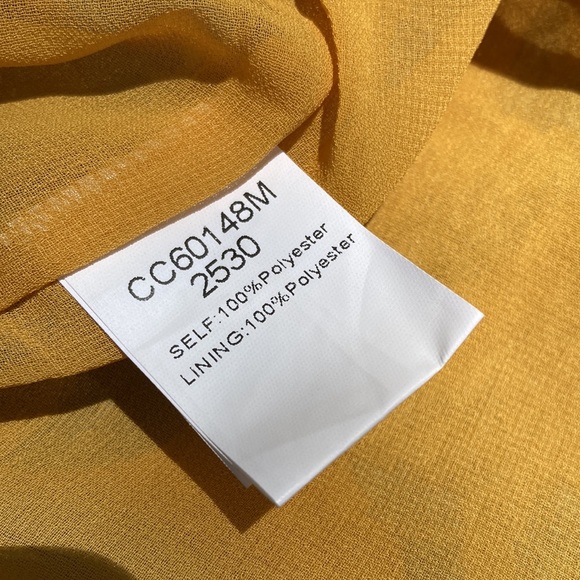 CC60148M
2530
SELF:100%Polyester
LINING:100%Polyester